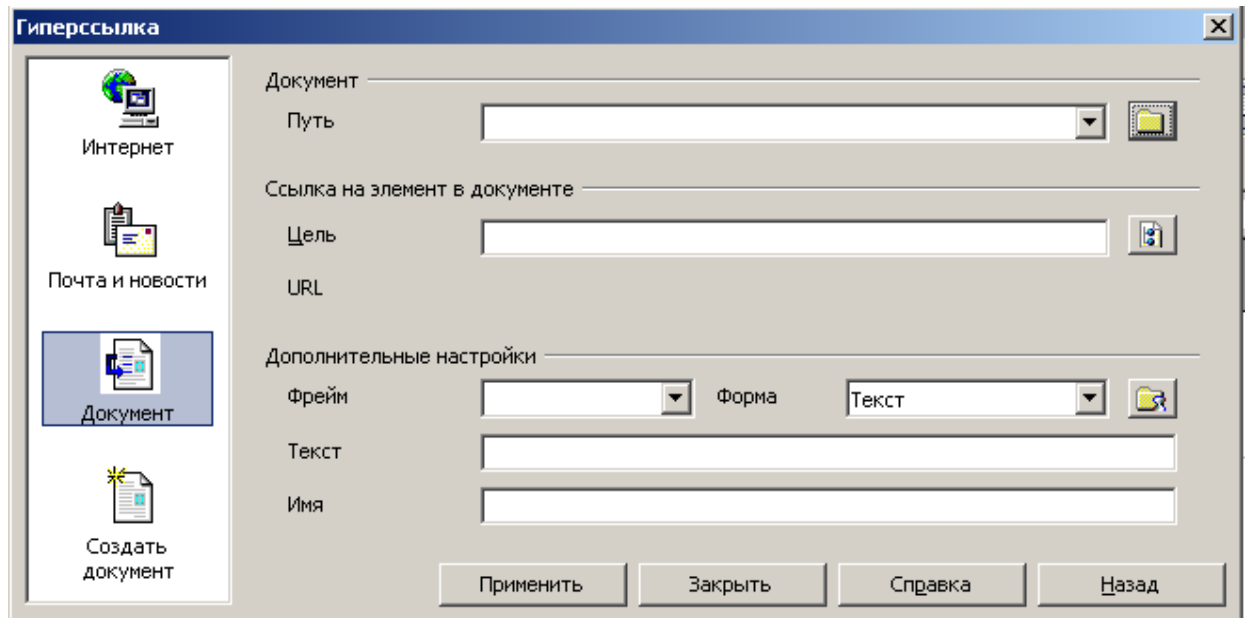 Гиперссылка
Интернет
Почта и новости
Документ
Создать
документ
Документ
Путь
Ссылка на элемент в документе
Цель
URL
Дополнительные настройки
Фрейм
Форма
Текст
Текст
Имя
Применить
Закрыть
Справка
Назад